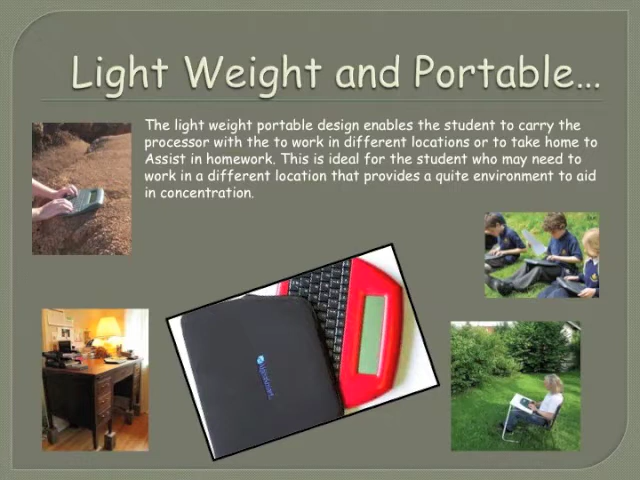 Light Weight and Portable...
The light weight portable design enables the student to carry the
processor with the to work in different locations or to take home to
Assist in homework. This is ideal for the student who may need to
work in a different location that provides a quite environment to aid
in concentration.